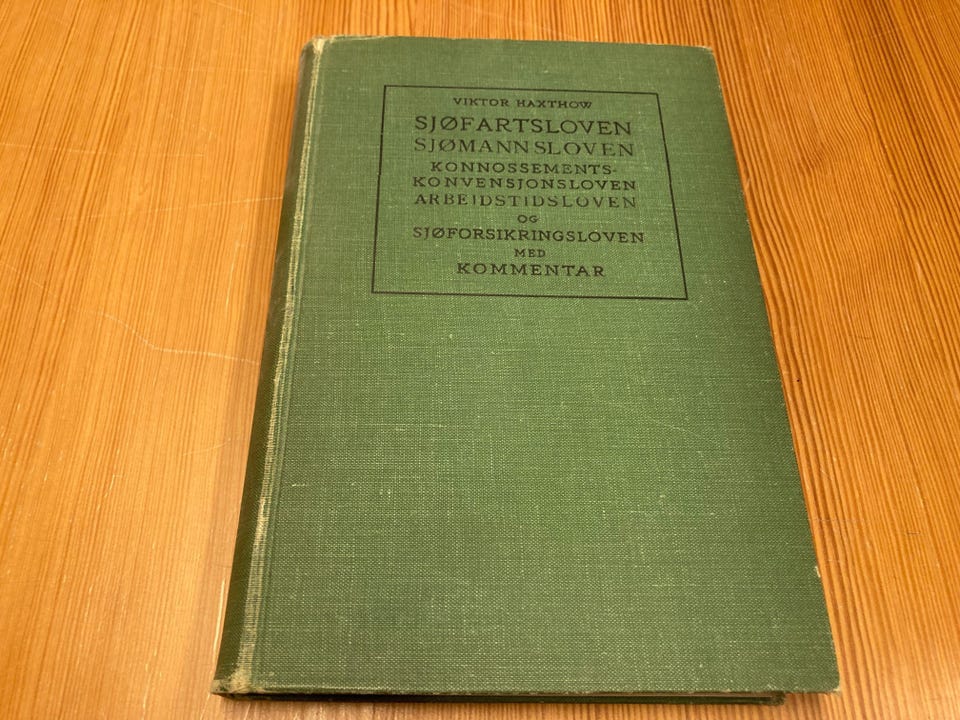 VIKTOR HAXTHOW
SJØFARTSLOVEN
SJØMANNSLOVEN
KONNOSSEMENTS-
KONVENSJONSLOVEN
ARBEIDSTIDSLOVEN
OG
SJØFORSIKRINGSLOVEN
MED
KOMMENTAR